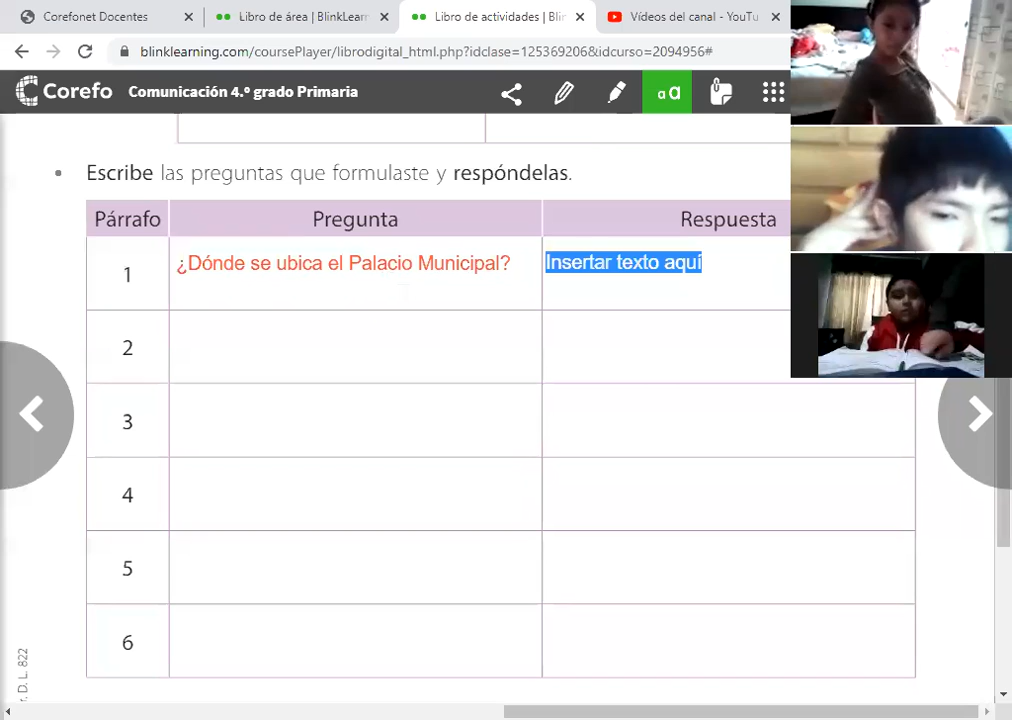 Corefonet Docentes
Libro de área | BlinkLear
Libro de actividades | Blin
Vídeos del canal - YouTu
blinklearning.com/coursePlayer/librodigital_html.php?idclase=125369206&idcurso=2094956#
Corefo
Comunicación 4.º grado Primaria
a a
• Escribe las preguntas que formulaste y respóndelas.
Párrafo Pregunta Respuesta
1 ¿Dónde se ubica el Palacio Municipal? Insertar texto aquí
2
3
4
5
6
r. D. L. 822